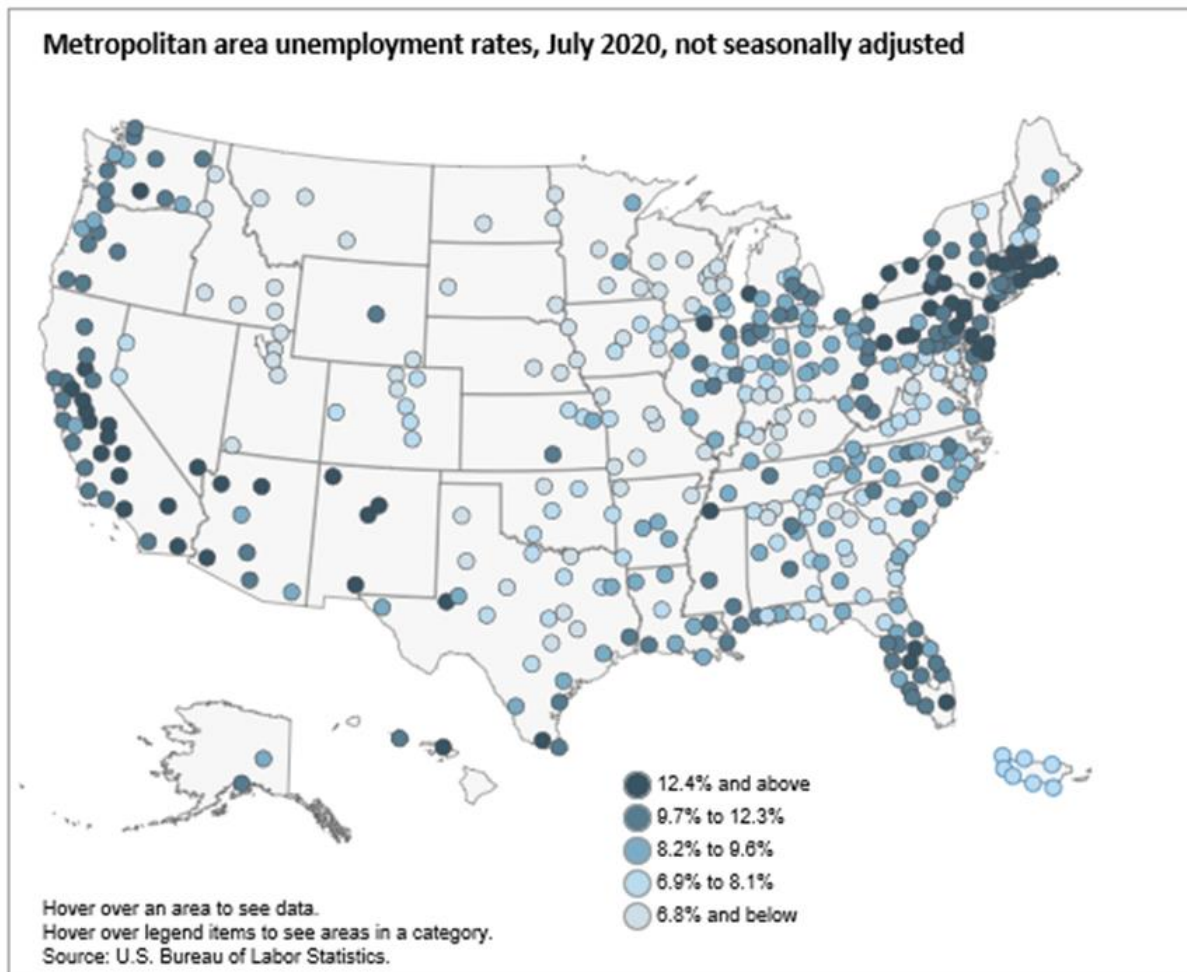 Metropolitan area unemployment rates, July 2020, not seasonally adjusted
12.4% and above
9.7% to 12.3%
8.2% to 9.6%
6.9% to 8.1%
6.8% and below
Hover over an area to see data.
Hover over legend items to see areas in a category.
Source: U.S. Bureau of Labor Statistics.